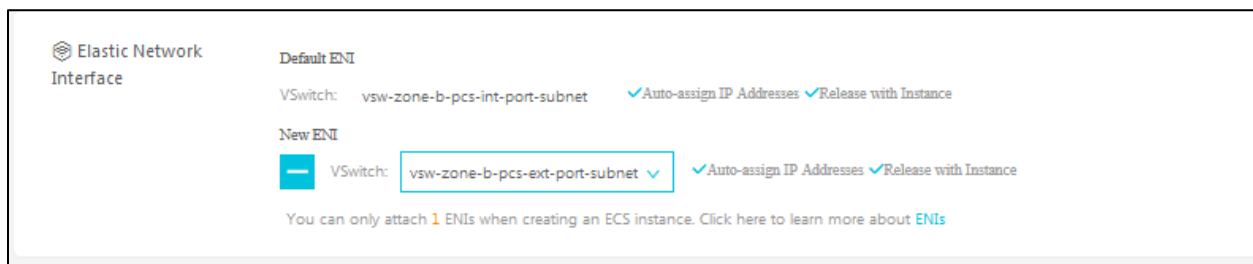 Elastic Network
Interface
Default ENI
VSwitch: vsw-zone-b-pcs-int-port-subnet Auto-assign IP Addresses Release with Instance
New ENI
VSwitch: vsw-zone-b-pcs-ext-port-subnet Auto-assign IP Addresses Release with Instance
You can only attach 1 ENIs when creating an ECS instance. Click here to learn more about ENIs